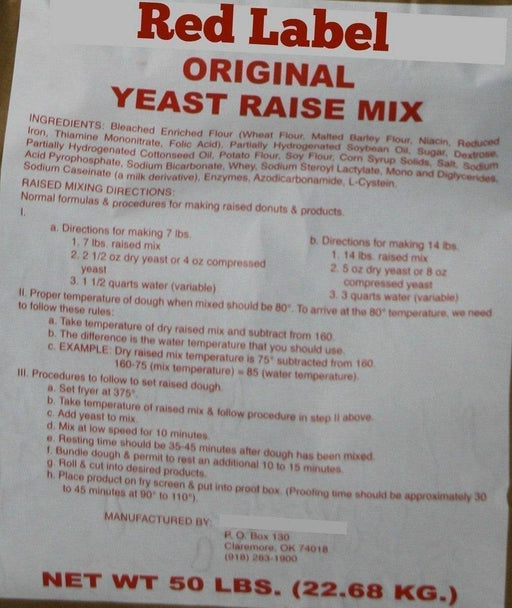 Red Label
ORIGINAL
YEAST RAISE MIX
INGREDIENTS: Bleached Enriched Flour (Wheat Flour, Malted Barley Flour, Niacin, Reduced
Iron, Thiamine Mononitrate, Folic Acid), Partially Hydrogenated Soybean Oil, Sugar, Dextrose,
Partially Hydrogenated Cottonseed Oil, Potato Flour, Soy Flour, Corn Syrup Solids, Salt, Sodium
Acid Pyrophosphate, Sodium Bicarbonate, Whey, Sodium Steroyl Lactylate, Mono and Diglycerides,
Sodium Caseinate (a milk derivative), Enzymes, Azodicarbonamide, L-Cystein.
RAISED MIXING DIRECTIONS:
Normal formulas & procedures for making raised donuts & products.
I.
a. Directions for making 7 lbs.
1. 7 lbs. raised mix
2. 2 1/2 oz dry yeast or 4 oz compressed
yeast
3. 1 1/2 quarts water (variable)
b. Directions for making 14 lbs.
1. 14 lbs. raised mix
2. 5 oz dry yeast or 8 oz
compressed yeast
3. 3 quarts water (variable)
II. Proper temperature of dough when mixed should be 80°. To arrive at the 80° temperature, we need
to follow these rules:
a. Take temperature of dry raised mix and subtract from 160.
b. The difference is the water temperature that you should use.
c. EXAMPLE: Dry raised mix temperature is 75° subtracted from 160.
160-75 (mix temperature) = 85 (water temperature).
III. Procedures to follow to set raised dough.
a. Set fryer at 375°.
b. Take temperature of raised mix & follow procedure in step II above.
c. Add yeast to mix.
d. Mix at low speed for 10 minutes.
e. Resting time should be 35-45 minutes after dough has been mixed.
f. Bundle dough & permit to rest an additional 10 to 15 minutes.
g. Roll & cut into desired products.
h. Place product on fry screen & put into proof box. (Proofing time should be approximately 30
to 45 minutes at 90° to 110°).
MANUFACTURED BY:
P. O. Box 130
Claremore, OK 74018
(918) 283-1900
NET WT 50 LBS. (22.68 KG.)